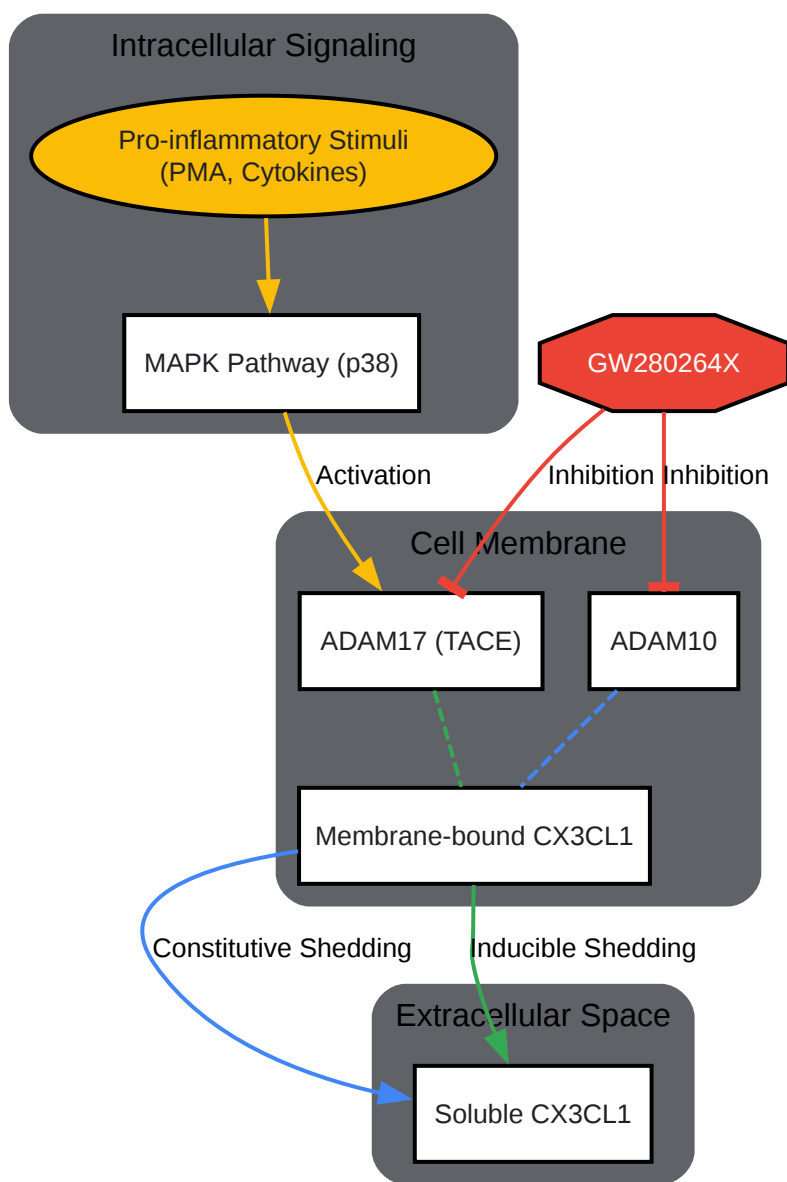 Intracellular Signaling
Pro-inflammatory Stimuli
(PMA, Cytokines)
MAPK Pathway (p38)
GW280264X
Activation
Inhibition
Inhibition
Cell Membrane
ADAM17 (TACE)
ADAM10
Membrane-bound CX3CL1
Constitutive Shedding
Inducible Shedding
Extracellular Space
Soluble CX3CL1